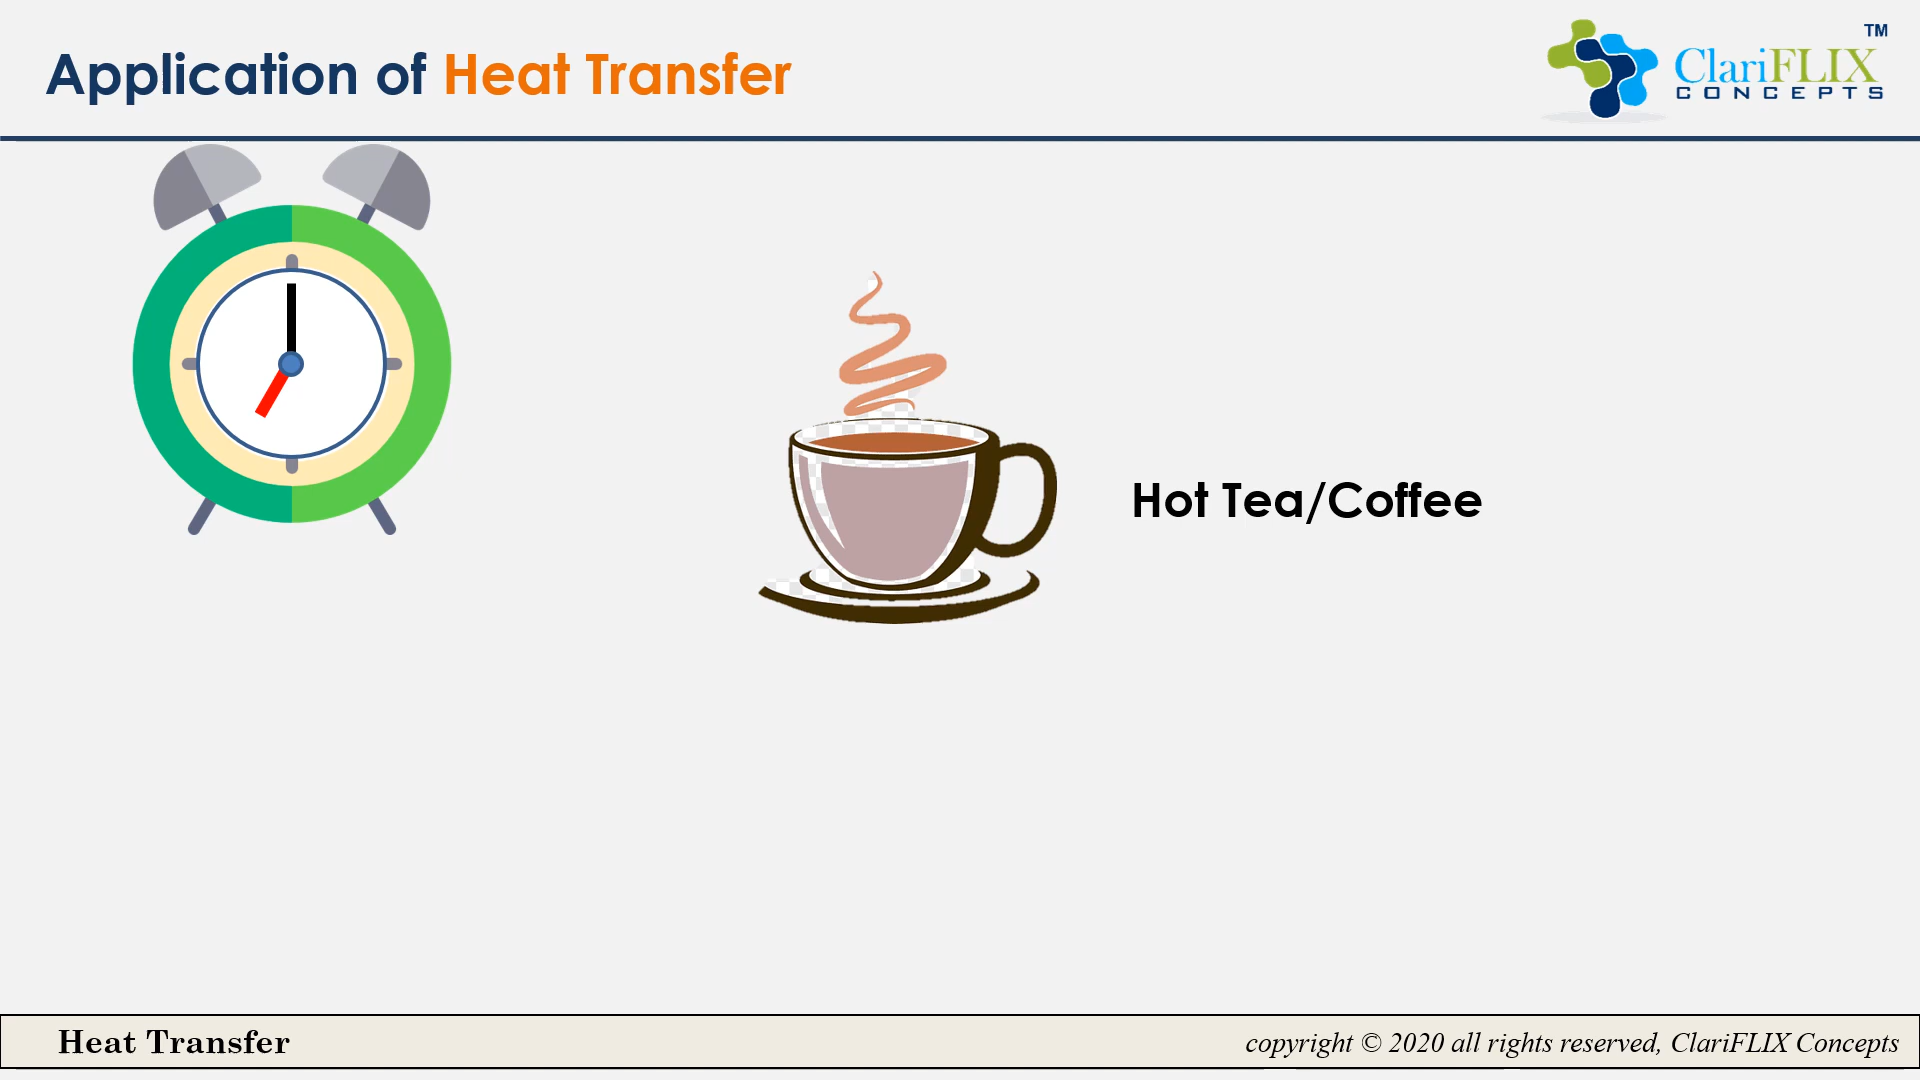 Application of Heat Transfer
TM
ClariFLIX
CONCEPTS
Hot Tea/Coffee
Heat Transfer
copyright © 2020 all rights reserved, ClariFLIX Concepts